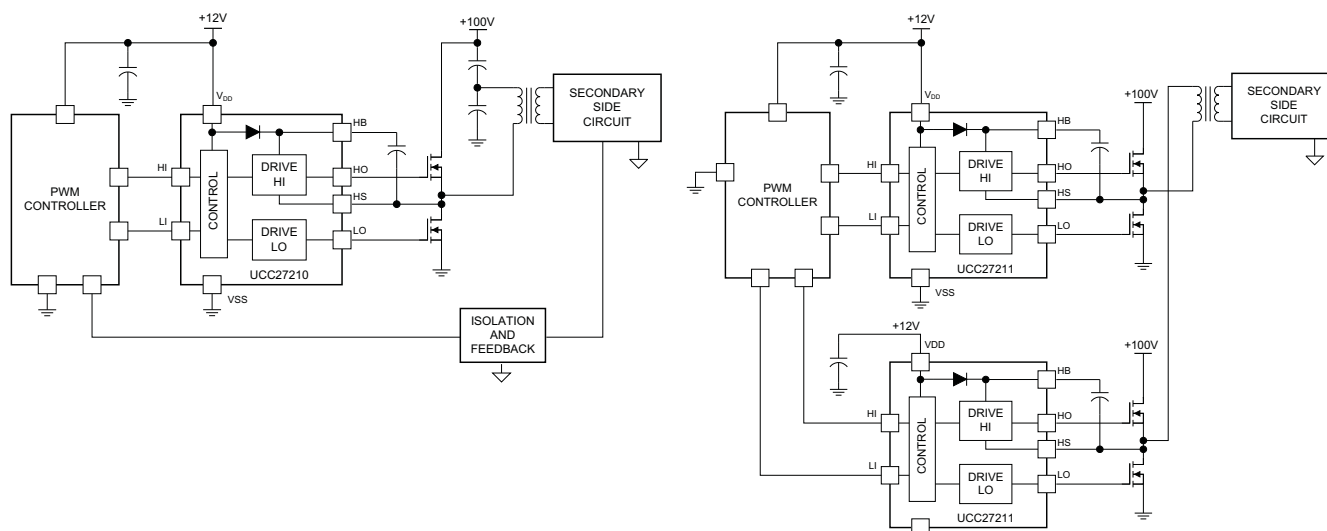 +12V
+100V
SECONDARY
SIDE
CIRCUIT
VDD
HB
HI
PWM
CONTROLLER
CONTROL
DRIVE
HI
HO
HS
LI
DRIVE
LO
LO
UCC27210
VSS
ISOLATION
AND
FEEDBACK
+12V
+100V
SECONDARY
SIDE
CIRCUIT
VDD
HB
HI
PWM
CONTROLLER
CONTROL
DRIVE
HI
HO
HS
LI
DRIVE
LO
LO
UCC27211
VSS
+12V
VDD
+100V
HB
HI
CONTROL
DRIVE
HI
HO
HS
LI
DRIVE
LO
LO
UCC27211